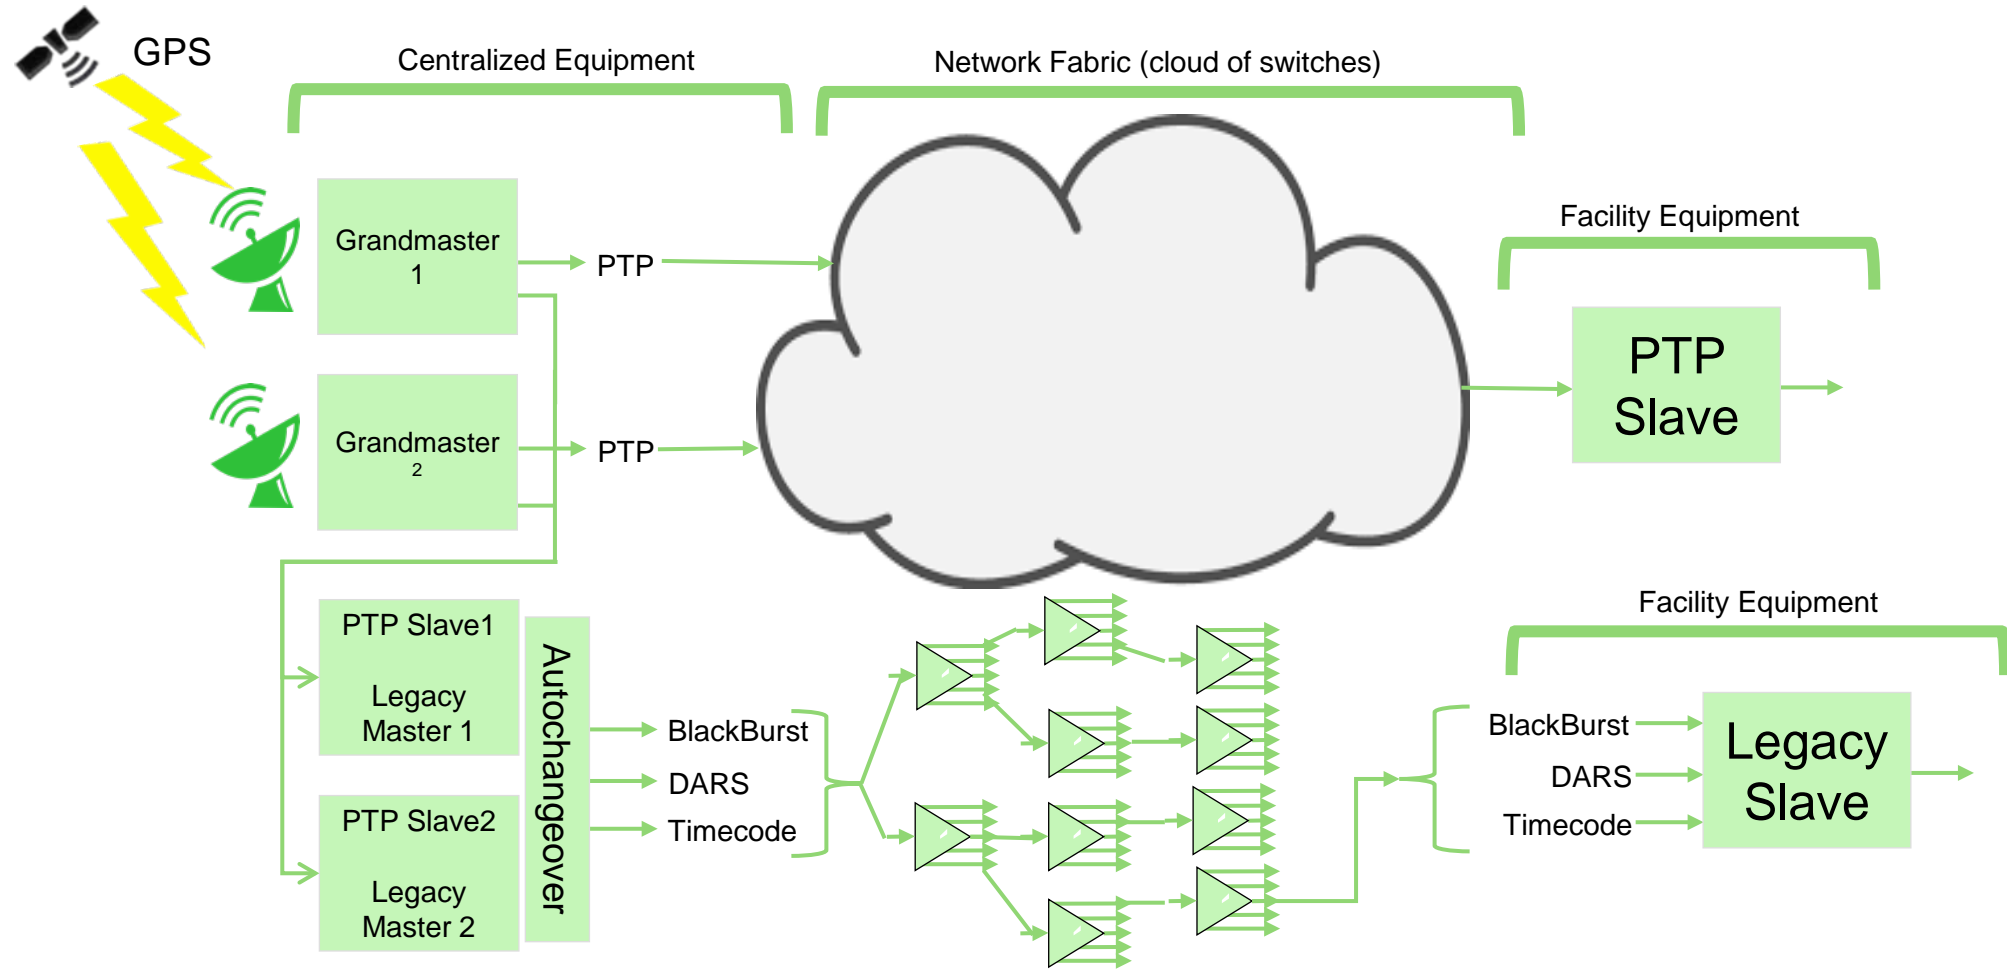 GPS
Centralized Equipment
Network Fabric (cloud of switches)
Grandmaster
1
PTP
Grandmaster
2
PTP
Facility Equipment
PTP
Slave
PTP Slave1
Legacy
Master 1
PTP Slave2
Legacy
Master 2
Autochangeover
BlackBurst
DARS
Timecode
Facility Equipment
BlackBurst
DARS
Timecode
Legacy
Slave